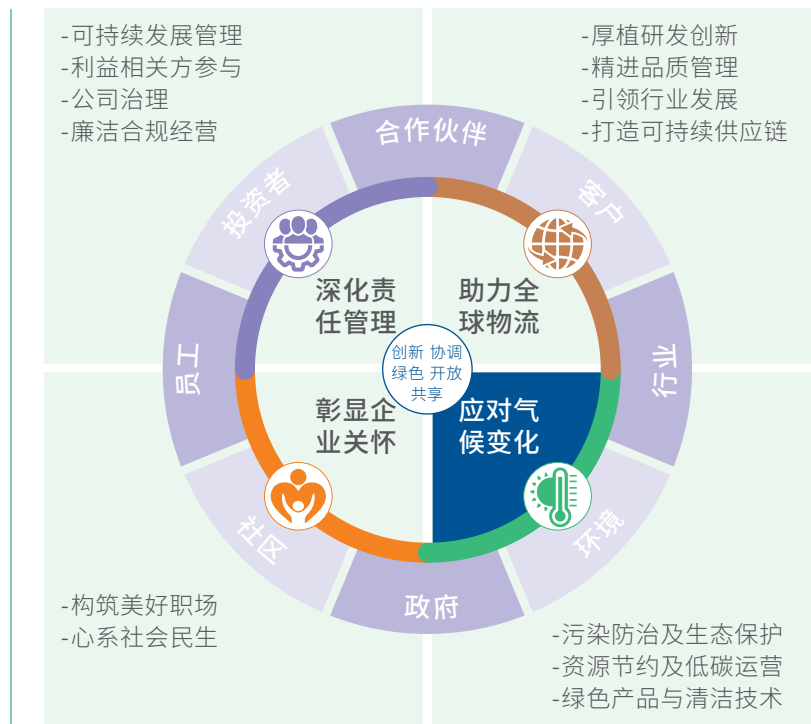 -可持续发展管理
-利益相关方参与
-公司治理
-廉洁合规经营
-厚植研发创新
-精进品质管理
-引领行业发展
-打造可持续供应链
合作伙伴
投资者
客户
员工
行业
深化责
任管理
助力全
球物流
创新 协调
绿色 开放
共享
彰显企
业关怀
应对气
候变化
社区
环境
政府
-构筑美好职场
-心系社会民生
-污染防治及生态保护
-资源节约及低碳运营
-绿色产品与清洁技术